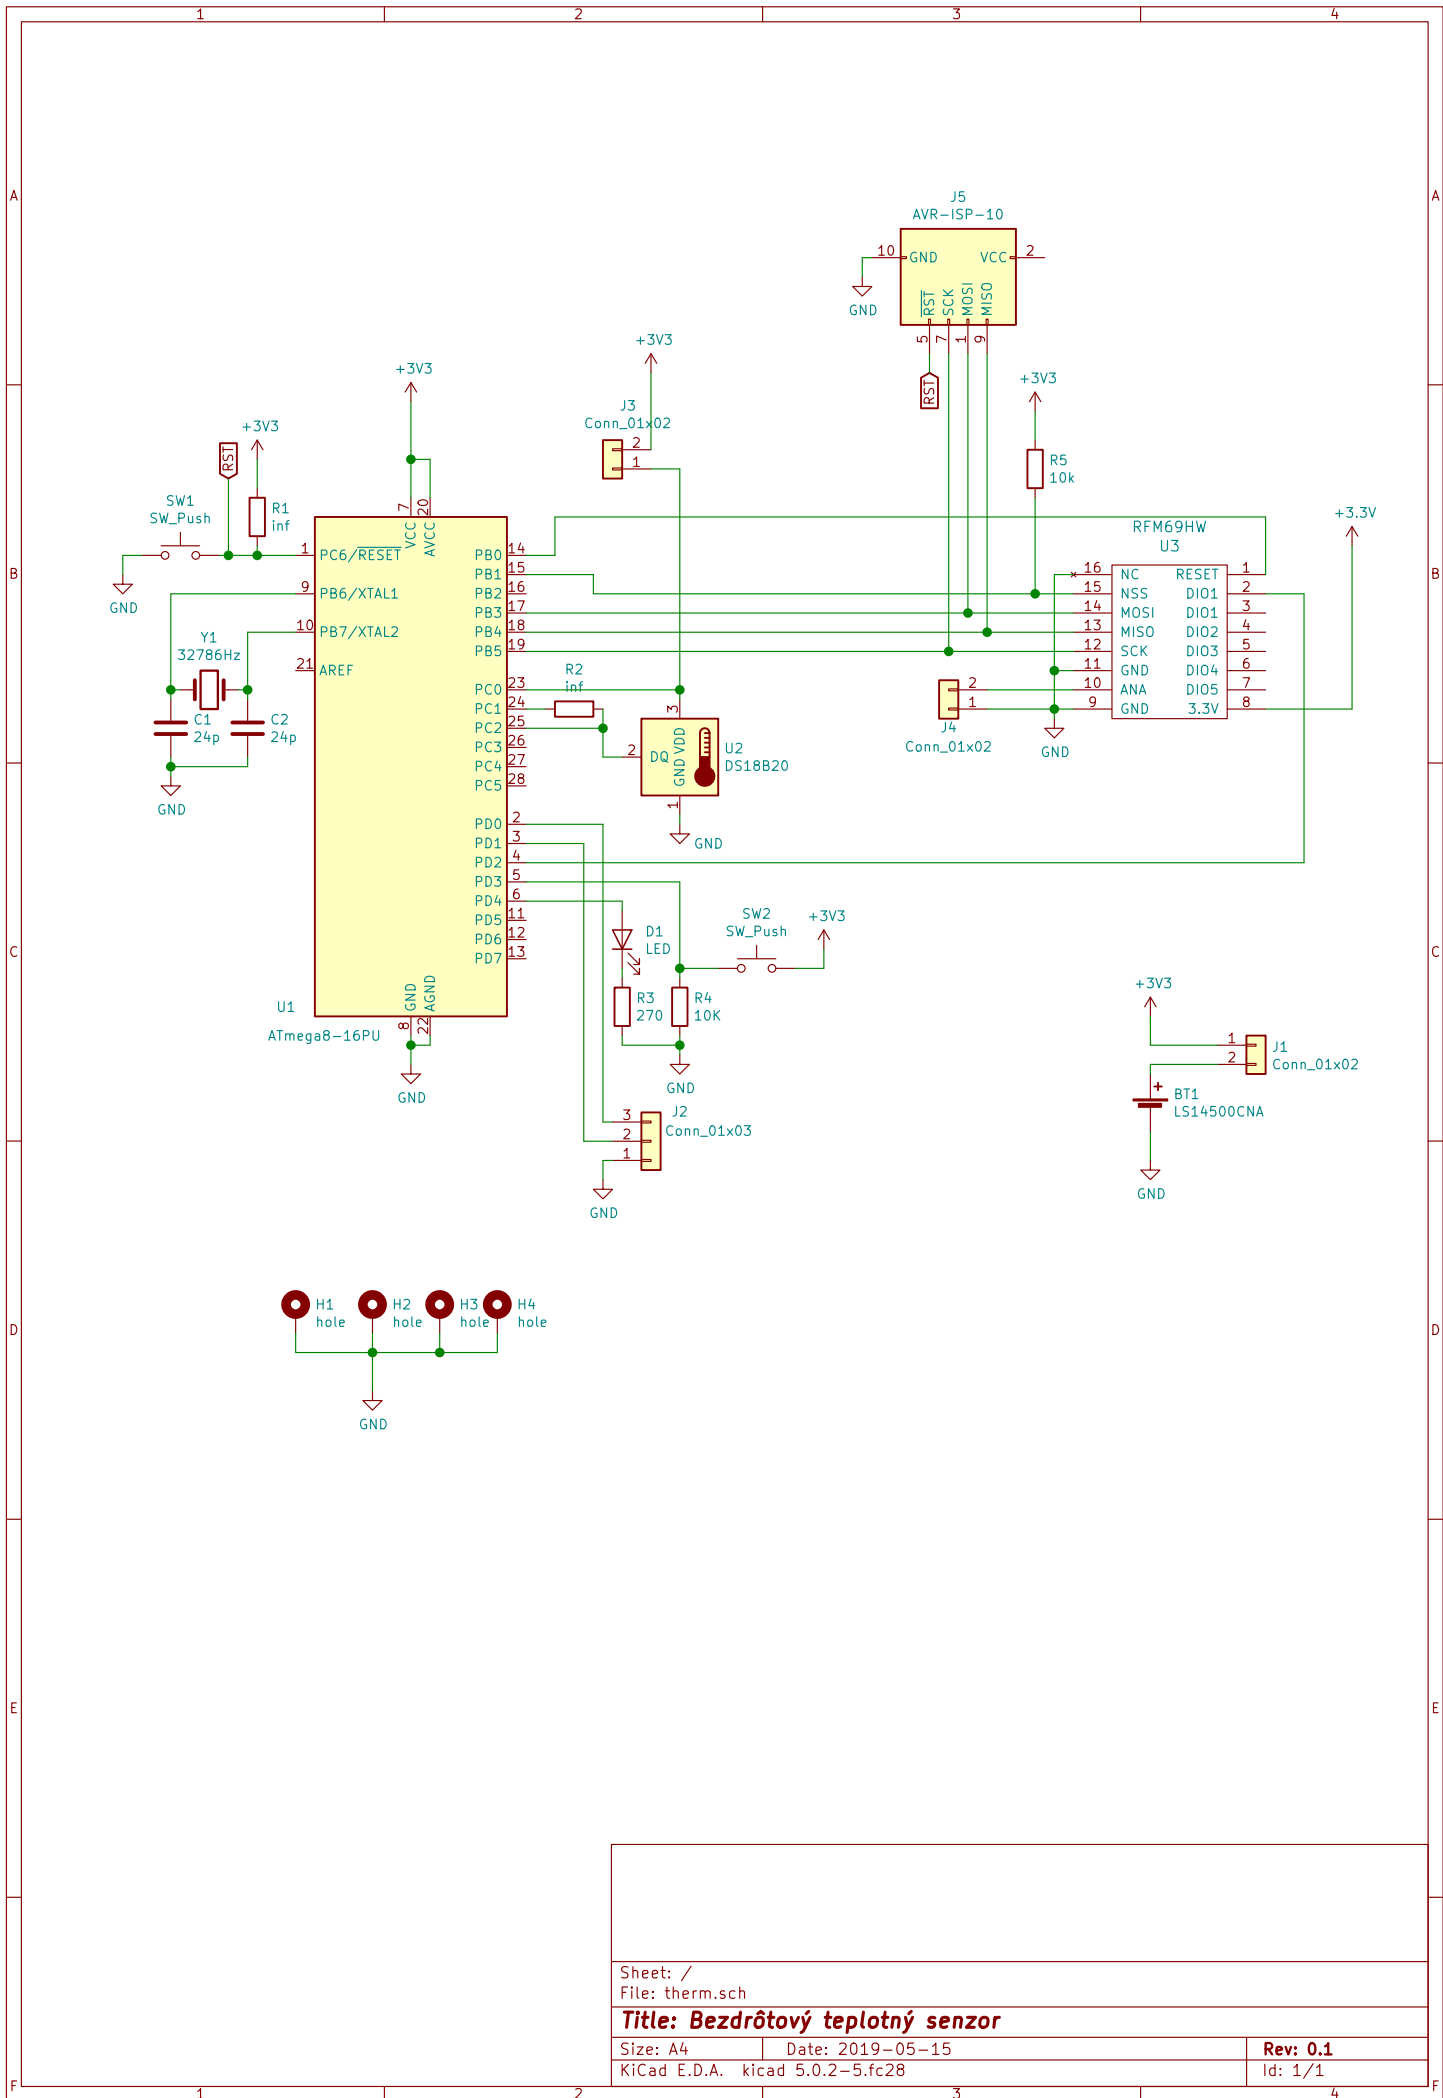 1 2 3 4
A A
J5
AVR-ISP-10
10 GND VCC 2
RST SCK MOSI MISO
5 7 1 9
GND
RST
+3V3
+3V3
+3V3
J3
Conn_01x02
2
1
+3V3
RST
R1
inf
SW1
SW_Push
GND
R5
10k
+3.3V
7 20
VCC AVCC
1 PC6/RESET
9 PB6/XTAL1
10 PB7/XTAL2
21 AREF
PB0 14
PB1 15
PB2 16
PB3 17
PB4 18
PB5 19
PC0 23
PC1 24
PC2 25
PC3 26
PC4 27
PC5 28
PD0 2
PD1 3
PD2 4
PD3 5
PD4 6
PD5 11
PD6 12
PD7 13
GND AGND
8 22
U1
ATmega8-16PU
GND
B B
RFM69HW
U3
16 NC RESET 1
15 NSS DIO1 2
14 MOSI DIO1 3
13 MISO DIO2 4
12 SCK DIO3 5
11 GND DIO4 6
10 ANA DIO5 7
9 GND 3.3V 8
Y1
32786Hz
C1
24p
C2
24p
GND
R2
inf
2
1
J4
Conn_01x02
GND
3
2 DQ GND VDD
1
U2
DS18B20
GND
C C
D1
LED
SW2
SW_Push
+3V3
R3
270
R4
10K
GND
+3V3
1
2
J1
Conn_01x02
+
BT1
LS14500CNA
GND
3
2
1
J2
Conn_01x03
GND
H1
hole
H2
hole
H3
hole
H4
hole
D D
GND
E E
Sheet: /
File: therm.sch
Title: Bezdrôtový teplotný senzor
Size: A4 Date: 2019-05-15 Rev: 0.1
KiCad E.D.A. kicad 5.0.2-5.fc28 Id: 1/1
F F
1 2 3 4